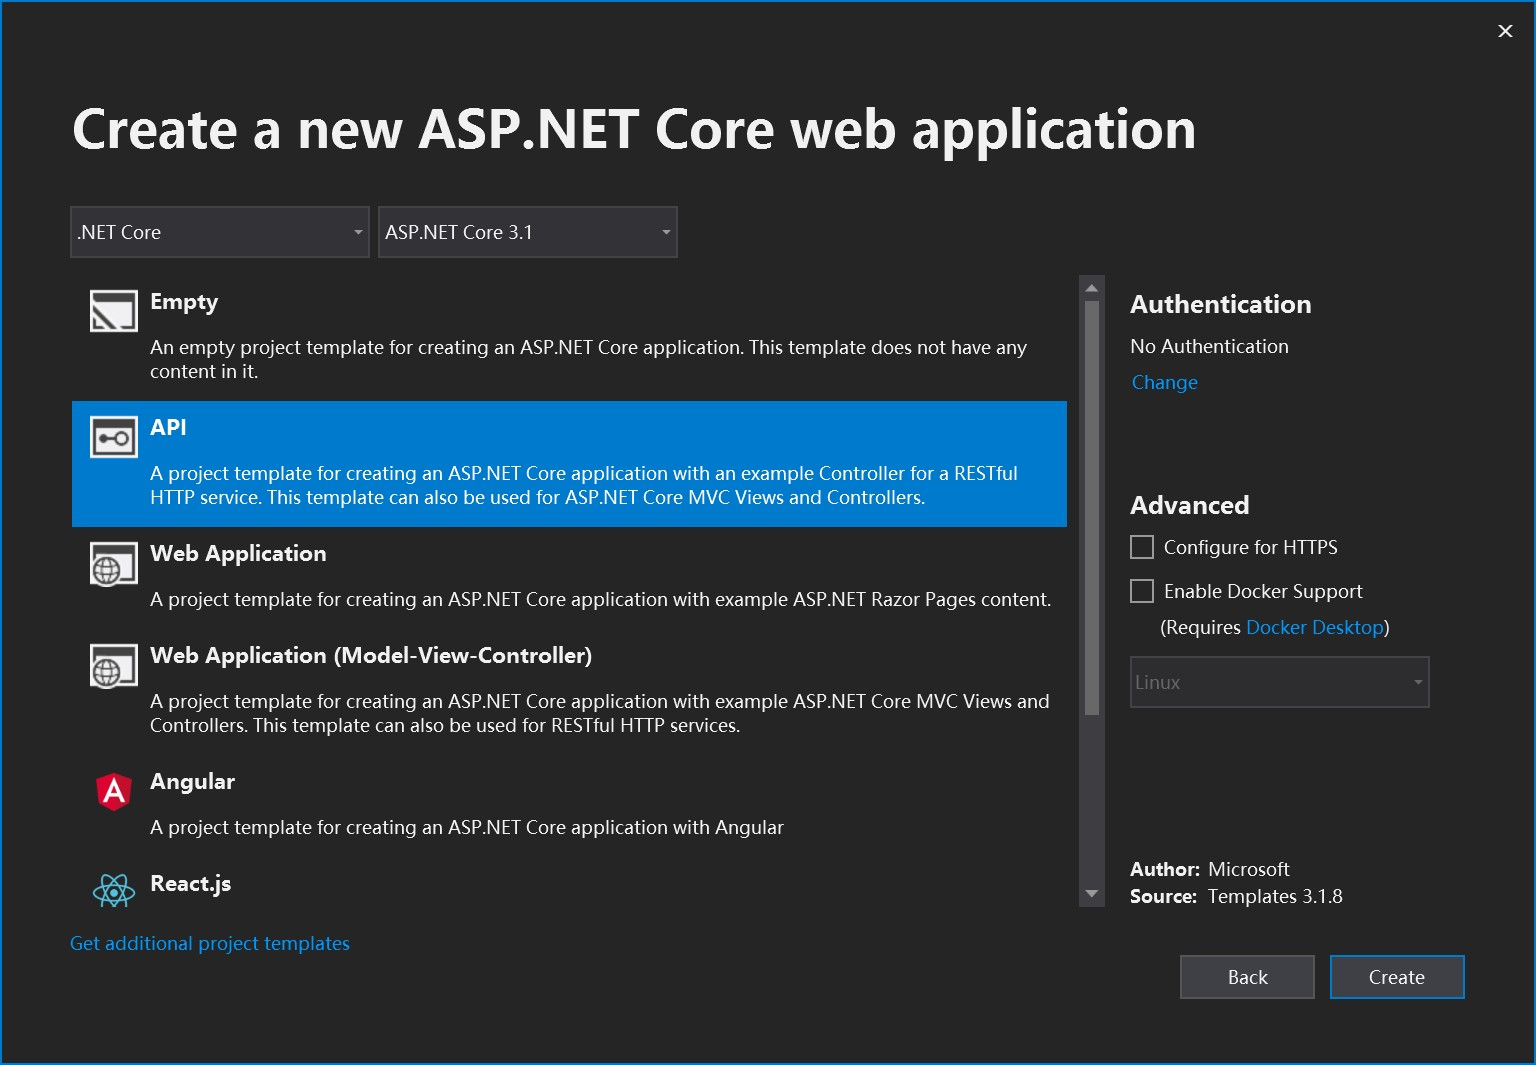 Create a new ASP.NET Core web application
.NET Core
ASP.NET Core 3.1
Empty
An empty project template for creating an ASP.NET Core application. This template does not have any
content in it.
API
A project template for creating an ASP.NET Core application with an example Controller for a RESTful
HTTP service. This template can also be used for ASP.NET Core MVC Views and Controllers.
Web Application
A project template for creating an ASP.NET Core application with example ASP.NET Razor Pages content.
Web Application (Model-View-Controller)
A project template for creating an ASP.NET Core application with example ASP.NET Core MVC Views and
Controllers. This template can also be used for RESTful HTTP services.
Angular
A project template for creating an ASP.NET Core application with Angular
React.js
Get additional project templates
Authentication
No Authentication
Change
Advanced
Configure for HTTPS
Enable Docker Support
(Requires Docker Desktop)
Linux
Author: Microsoft
Source: Templates 3.1.8
Back
Create